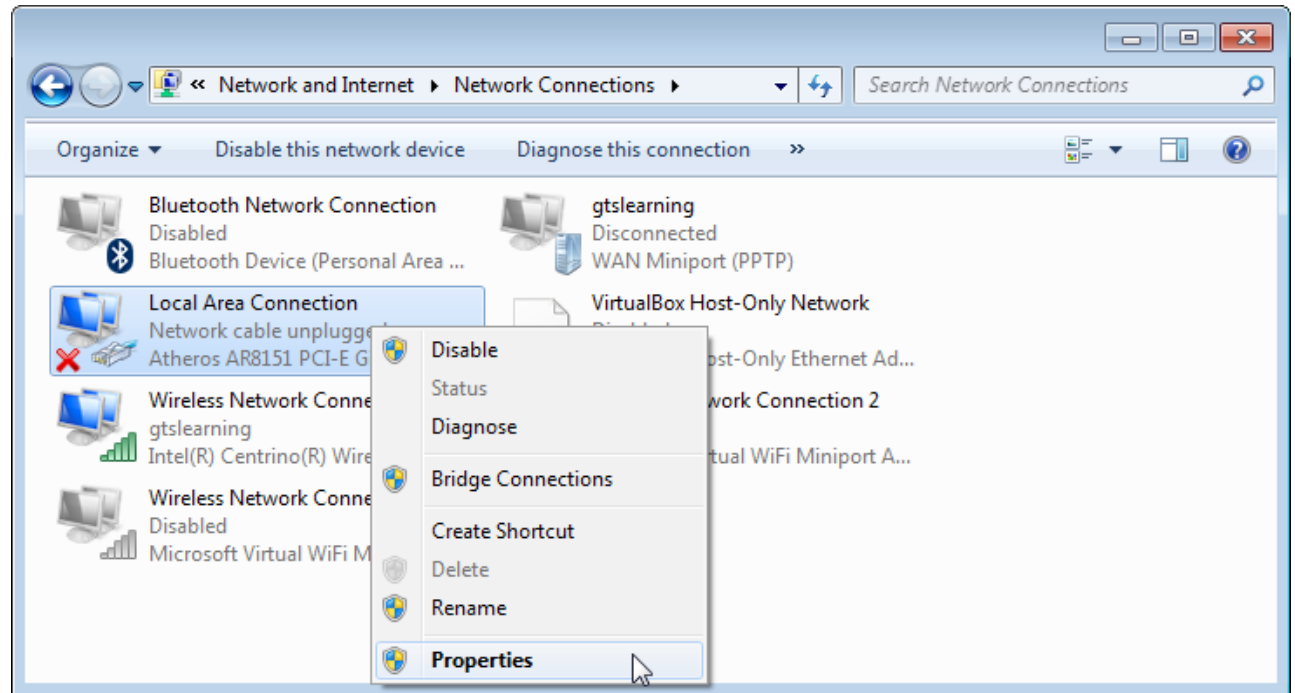 « Network and Internet ▸ Network Connections ▸
Search Network Connections
Organize ▼ Disable this network device Diagnose this connection »
Bluetooth Network Connection
Disabled
Bluetooth Device (Personal Area ...
gtslearning
Disconnected
WAN Miniport (PPTP)
Local Area Connection
Network cable
Atheros AR8151 PCI-E G
VirtualBox Host-Only Network
ost-Only Ethernet Ad...
Wireless Network Conne
gtslearning
Intel(R) Centrino(R) Wire
work Connection 2
tual WiFi Miniport A...
Wireless Network Conne
Disabled
Microsoft Virtual WiFi M
Disable
Status
Diagnose
Bridge Connections
Create Shortcut
Delete
Rename
Properties